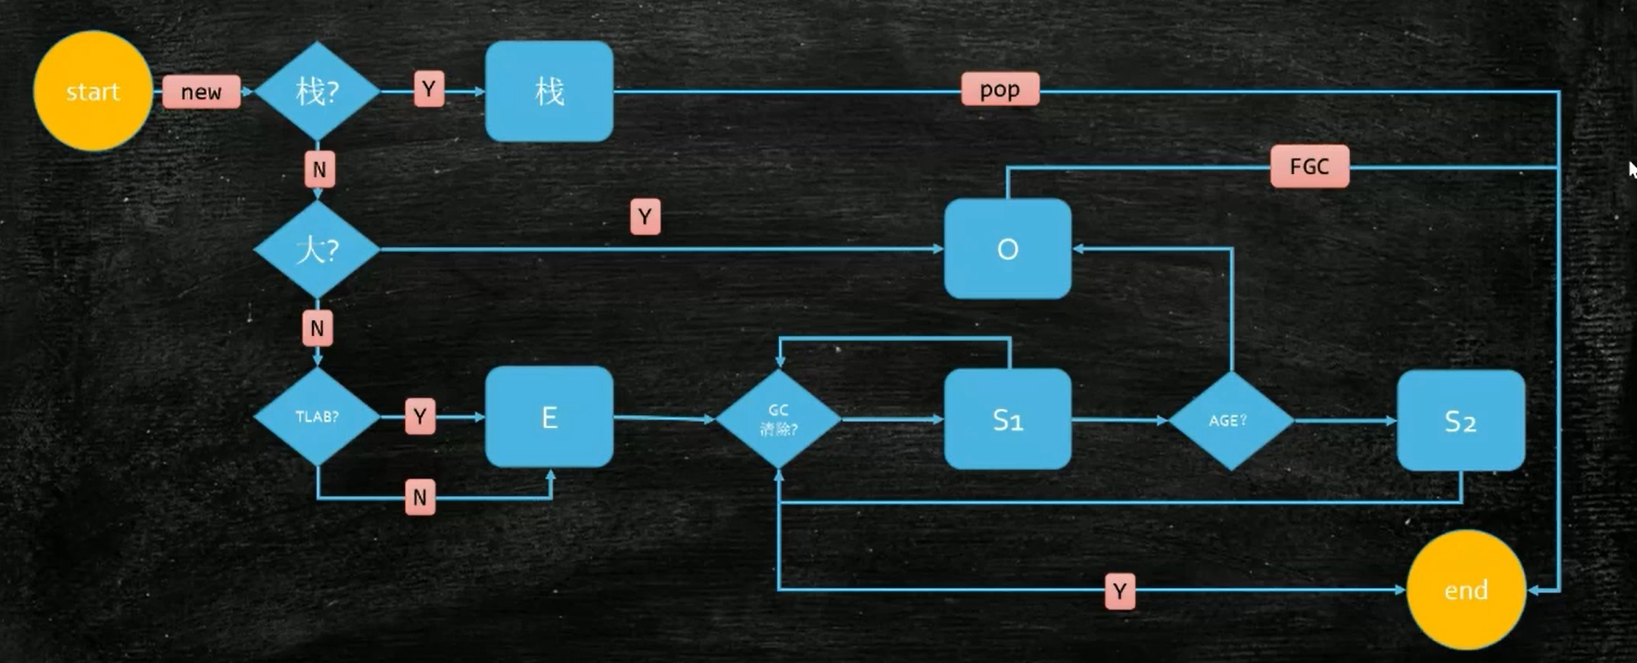 start
new
栈?
Y
栈
pop
N
FGC
Y
大?
O
N
TLAB?
Y
E
GC
清除?
S1
AGE?
S2
N
Y
end